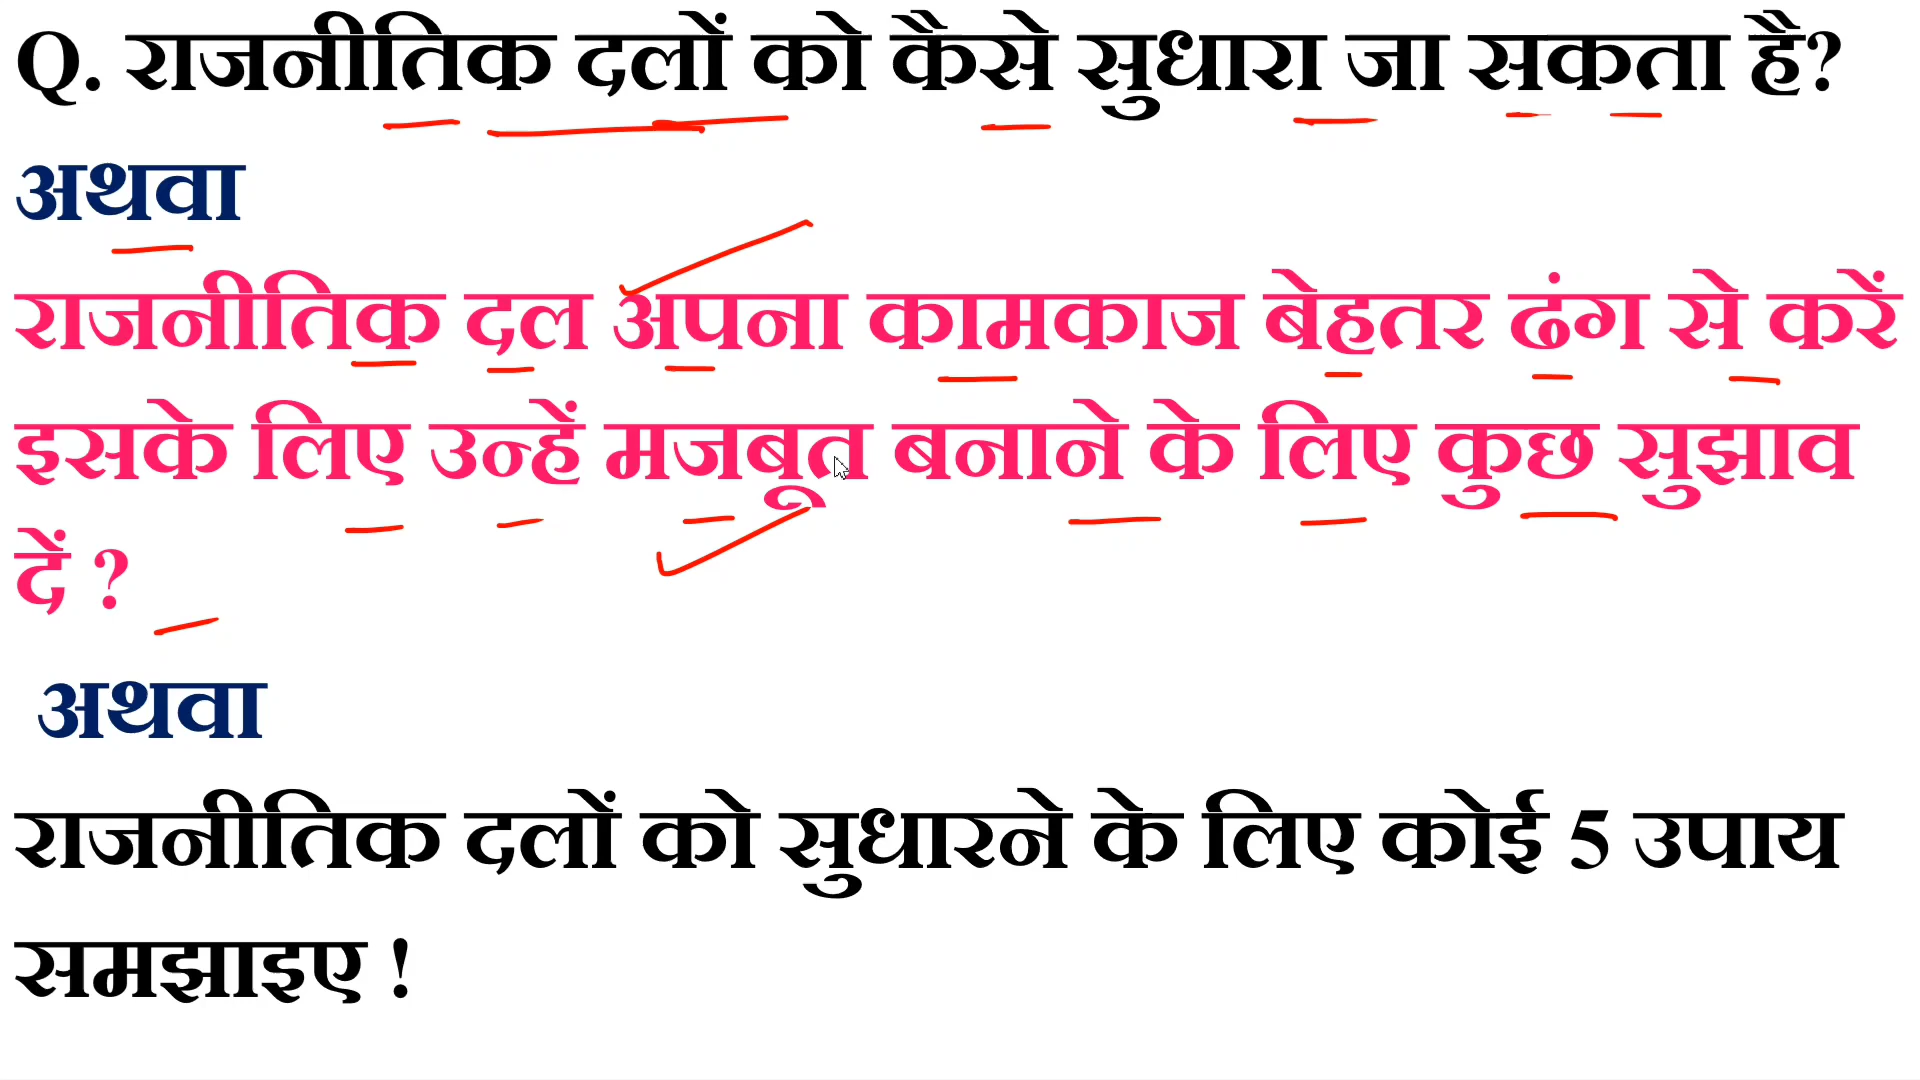 Q. राजनीतिक दलों को कैसे सुधारा जा सकता है?
अथवा
राजनीतिक दल अपना कामकाज बेहतर ढंग से करें
इसके लिए उन्हें मजबूत बनाने के लिए कुछ सुझाव
दें ?
अथवा
राजनीतिक दलों को सुधारने के लिए कोई 5 उपाय
समझाइए !